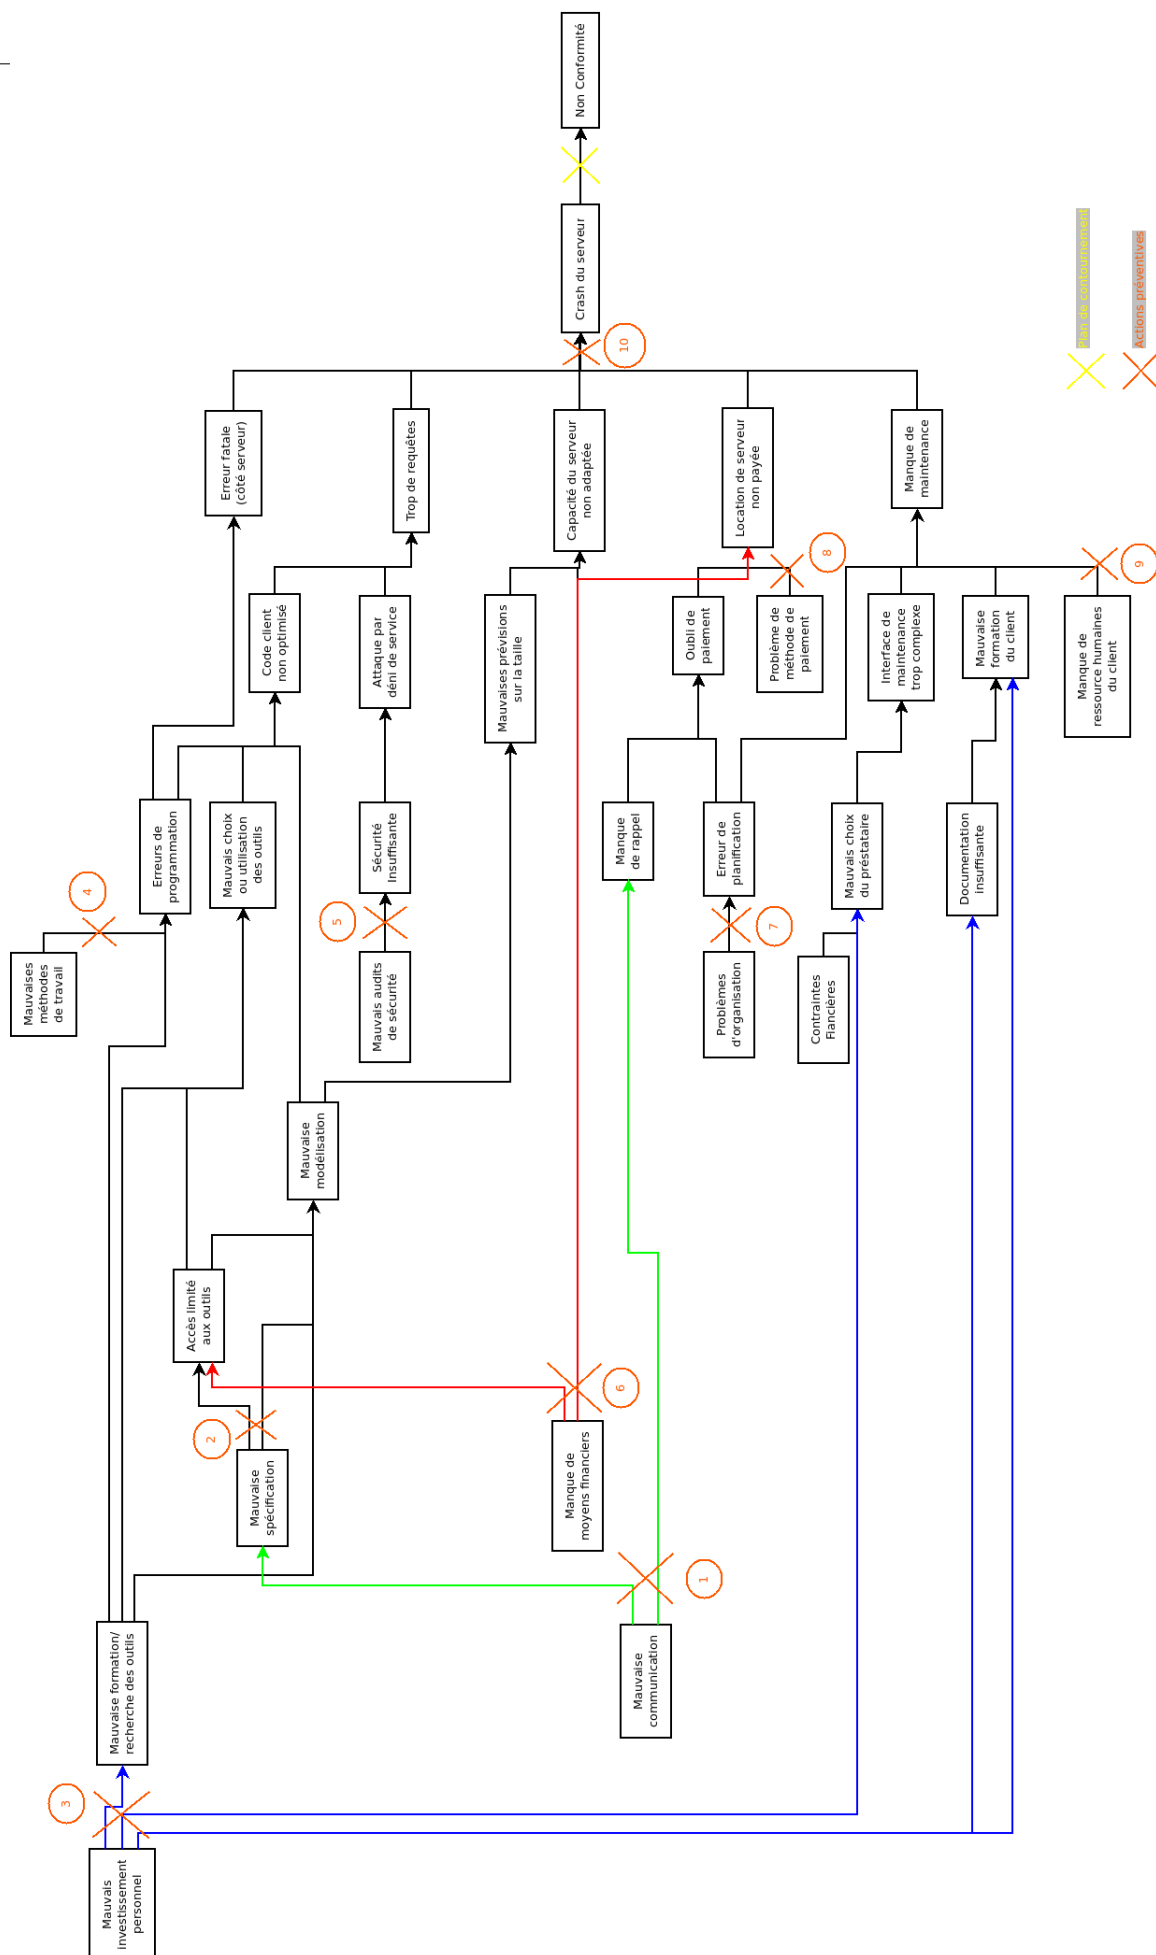 Mauvaises
méthodes
de travail
4
Erreurs de
programmation
Erreur fatale
(côté serveur)
Mauvais
investissement
personnel
3
Mauvaise formation/
recherche des outils
Accès limité
aux outils
Mauvais choix
ou utilisation
des outils
Code client
non optimisé
2
Mauvaise
spécification
Mauvaise
modélisation
5
Mauvais audits
de sécurité
Sécurité
Insuffisante
Attaque par
déni de service
Trop de requêtes
Mauvaises prévisions
sur la taille
Capacité du serveur
non adaptée
10
Crash du serveur
Non Conformité
Manque de
moyens financiers
6
Mauvaise
communication
1
Manque
de rappel
Oubli de
paiement
Location de serveur
non payée
Problèmes
d'organisation
7
Erreur de
planification
Problème de
méthode de
paiement
8
Contraintes
Fiancières
Mauvais choix
du préstataire
Interface de
maintenance
trop complexe
Manque de
maintenance
Documentation
insuffisante
Mauvaise
formation
du client
Manque de
ressource humaines
du client
9
Plan de contournement
Actions préventives